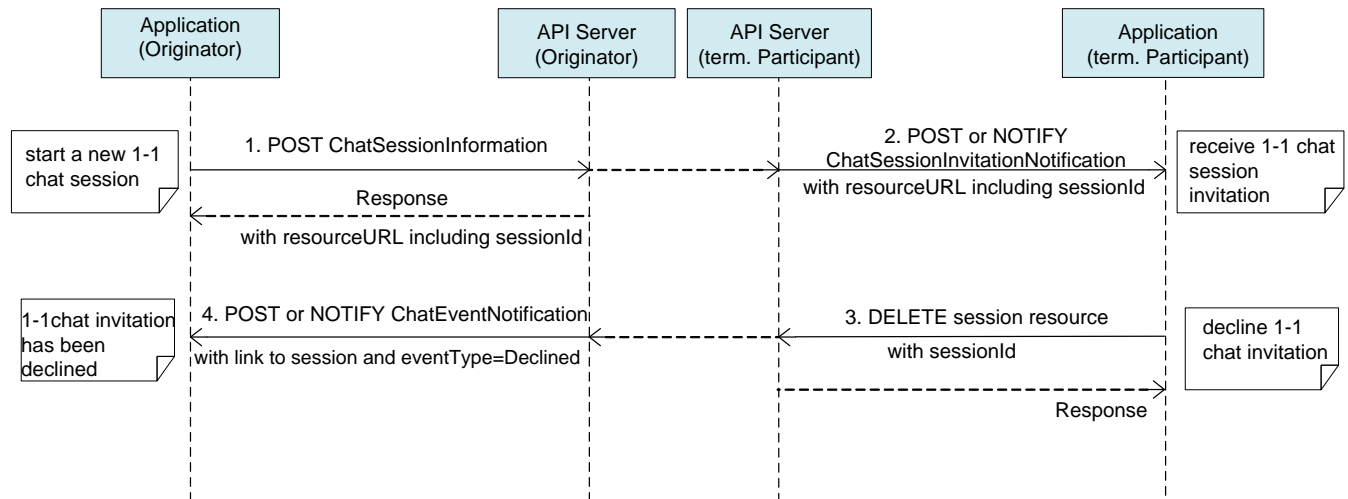 Application
(Originator)
API Server
(Originator)
API Server
(term. Participant)
Application
(term. Participant)
start a new 1-1
chat session
1. POST ChatSessionInformation
2. POST or NOTIFY
ChatSessionInvitationNotification
with resourceURL including sessionId
receive 1-1 chat
session
invitation
Response
with resourceURL including sessionId
1-1chat invitation
has been
declined
4. POST or NOTIFY ChatEventNotification
with link to session and eventType=Declined
3. DELETE session resource
with sessionId
decline 1-1
chat invitation
Response